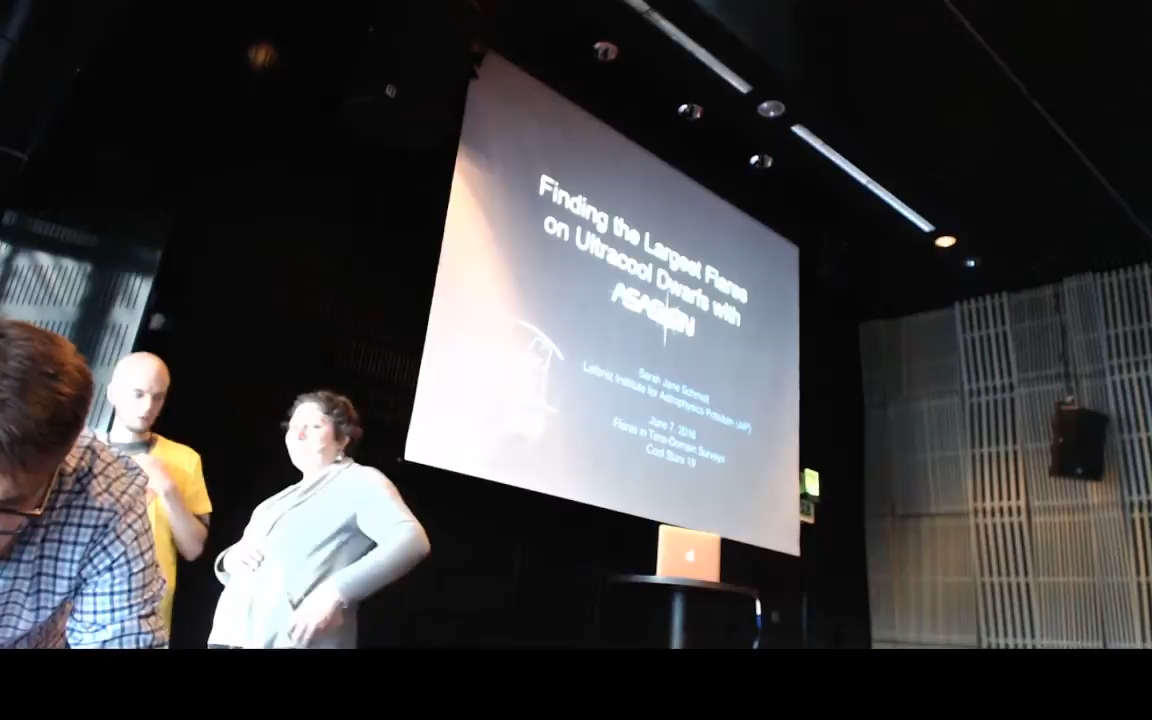 Finding the Largest Flares
on Ultracool Dwarfs with
ASASSN
Sarah Jane Schmidt
Leibniz Institute for Astrophysics Potsdam (AIP)
June 7, 2016
Flares in Time-Domain Surveys
Cool Stars 19